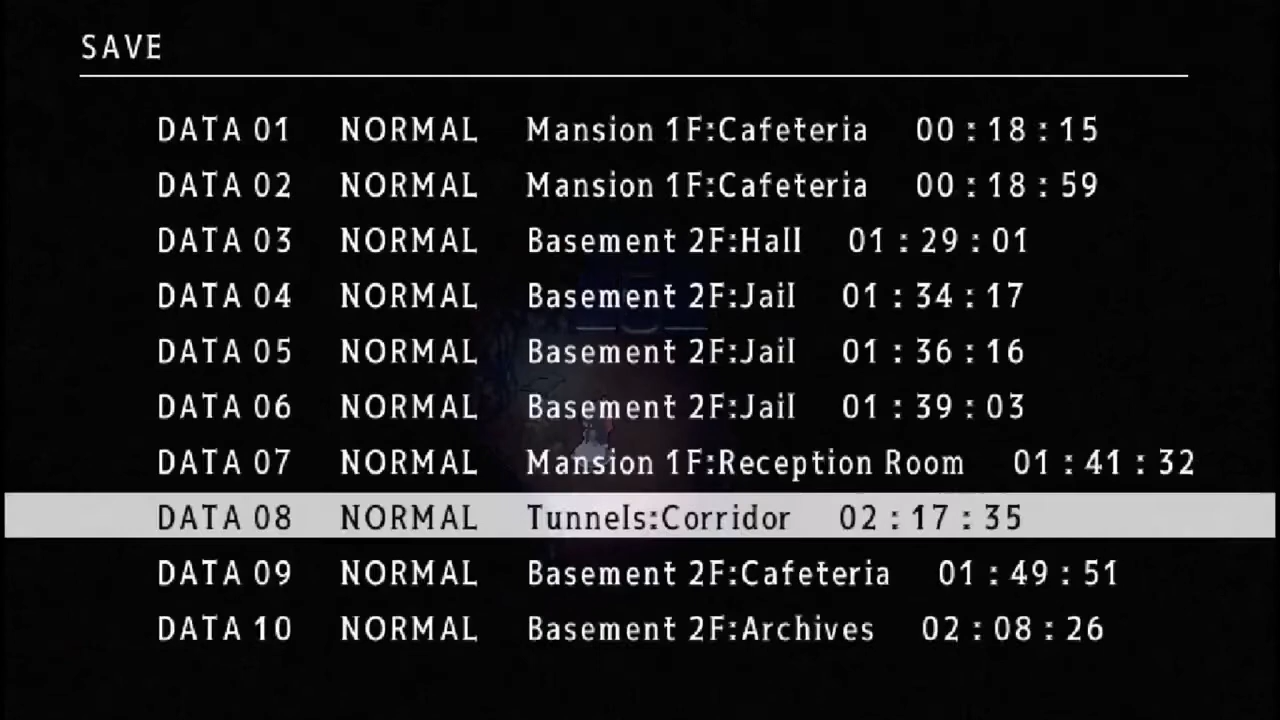 SAVE
DATA 01 NORMAL Mansion 1F:Cafeteria 00 : 18 : 15
DATA 02 NORMAL Mansion 1F:Cafeteria 00 : 18 : 59
DATA 03 NORMAL Basement 2F:Hall 01 : 29 : 01
DATA 04 NORMAL Basement 2F:Jail 01 : 34 : 17
DATA 05 NORMAL Basement 2F:Jail 01 : 36 : 16
DATA 06 NORMAL Basement 2F:Jail 01 : 39 : 03
DATA 07 NORMAL Mansion 1F:Reception Room 01 : 41 : 32
DATA 08 NORMAL Tunnels:Corridor 02 : 17 : 35
DATA 09 NORMAL Basement 2F:Cafeteria 01 : 49 : 51
DATA 10 NORMAL Basement 2F:Archives 02 : 08 : 26